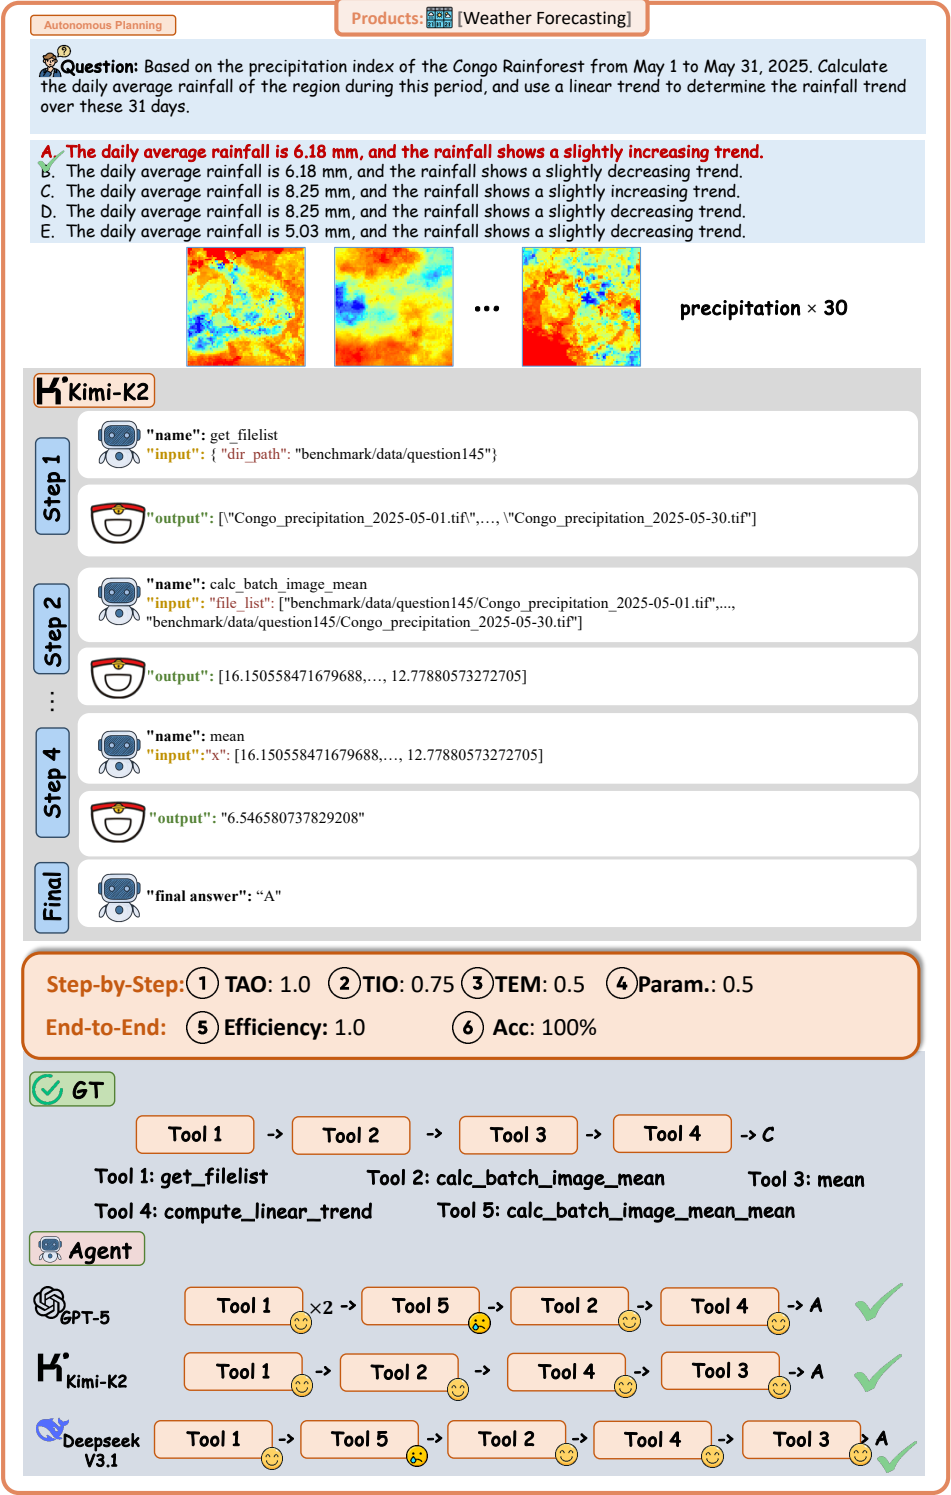 Products: [Weather Forecasting]
Autonomous Planning
Question: Based on the precipitation index of the Congo Rainforest from May 1 to May 31, 2025. Calculate
the daily average rainfall of the region during this period, and use a linear trend to determine the rainfall trend
over these 31 days.
A. The daily average rainfall is 6.18 mm, and the rainfall shows a slightly increasing trend.
B. The daily average rainfall is 6.18 mm, and the rainfall shows a slightly decreasing trend.
C. The daily average rainfall is 8.25 mm, and the rainfall shows a slightly increasing trend.
D. The daily average rainfall is 8.25 mm, and the rainfall shows a slightly decreasing trend.
E. The daily average rainfall is 5.03 mm, and the rainfall shows a slightly decreasing trend.
... precipitation × 30
Kimi-K2
Step 1
"name": get_filelist
"input": { "dir_path": "benchmark/data/question145"}
"output": [\"Congo_precipitation_2025-05-01.tif\",…, \"Congo_precipitation_2025-05-30.tif"]
Step 2
"name": calc_batch_image_mean
"input": "file_list": ["benchmark/data/question145/Congo_precipitation_2025-05-01.tif",...,
"benchmark/data/question145/Congo_precipitation_2025-05-30.tif"]
"output": [16.150558471679688,…, 12.77880573272705]
...
Step 4
"name": mean
"input":"x": [16.150558471679688,…, 12.77880573272705]
"output": "6.546580737829208"
Final
"final answer": “A"
Step-by-Step: 1 TAO: 1.0 2 TIO: 0.75 3 TEM: 0.5 4 Param.: 0.5
End-to-End: 5 Efficiency: 1.0 6 Acc: 100%
GT
Tool 1 -> Tool 2 -> Tool 3 -> Tool 4 -> C
Tool 1: get_filelist Tool 2: calc_batch_image_mean Tool 3: mean
Tool 4: compute_linear_trend Tool 5: calc_batch_image_mean_mean
Agent
GPT-5 Tool 1 ×2 -> Tool 5 -> Tool 2 -> Tool 4 -> A
Kimi-K2 Tool 1 -> Tool 2 -> Tool 4 -> Tool 3 -> A
Deepseek V3.1 Tool 1 -> Tool 5 -> Tool 2 -> Tool 4 -> Tool 3 -> A